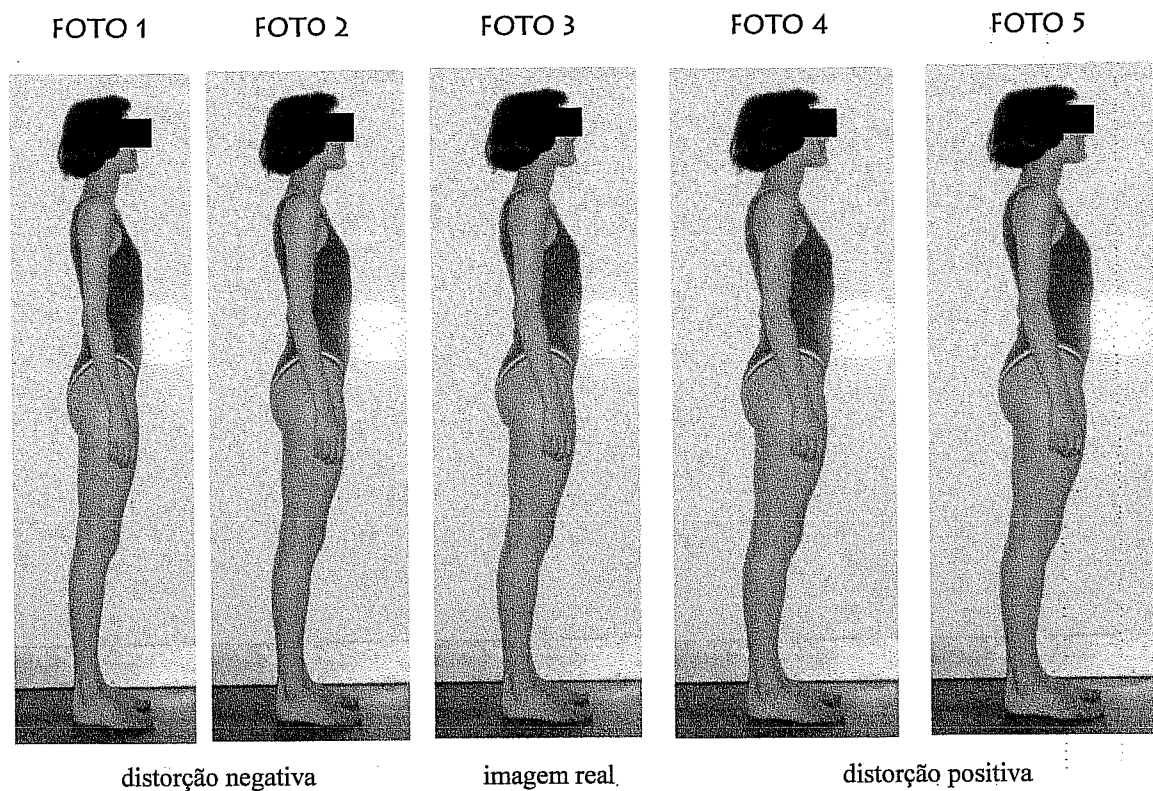 FOTO 1
FOTO 2
FOTO 3
FOTO 4
FOTO 5
distorção negativa
imagem real
distorção positiva